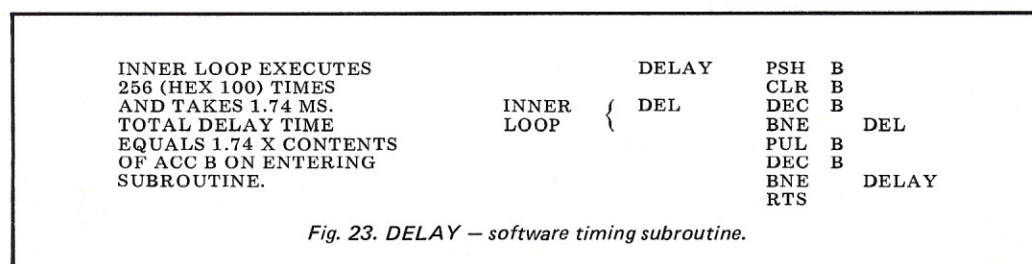 INNER LOOP EXECUTES DELAY PSH B
256 (HEX 100) TIMES CLR B
AND TAKES 1.74 MS. INNER { DEL DEC B
TOTAL DELAY TIME LOOP BNE DEL
EQUALS 1.74 X CONTENTS PUL B
OF ACC B ON ENTERING DEC B
SUBROUTINE. BNE DELAY
RTS
Fig. 23. DELAY — software timing subroutine.